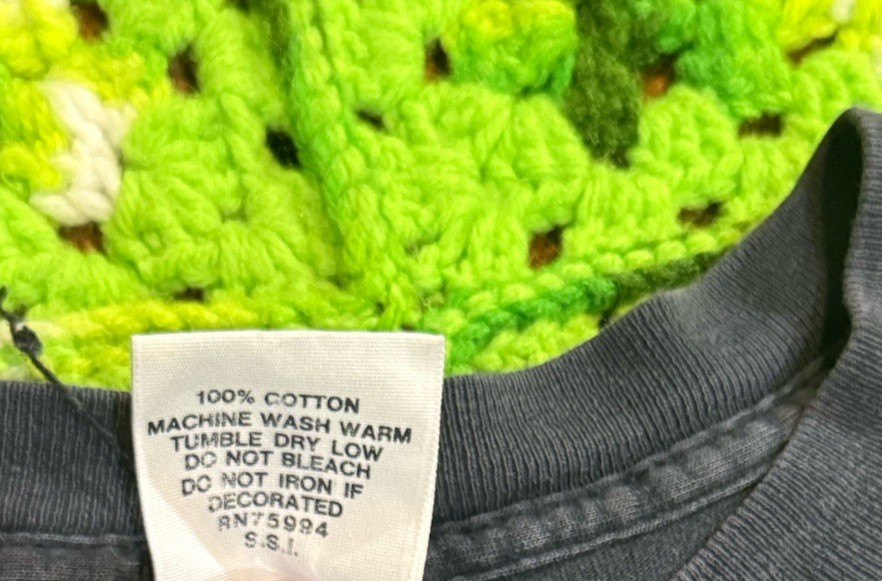 100% COTTON
MACHINE WASH WARM
TUMBLE DRY LOW
DO NOT BLEACH
DO NOT IRON IF
DECORATED
RN75994
S.S.I.